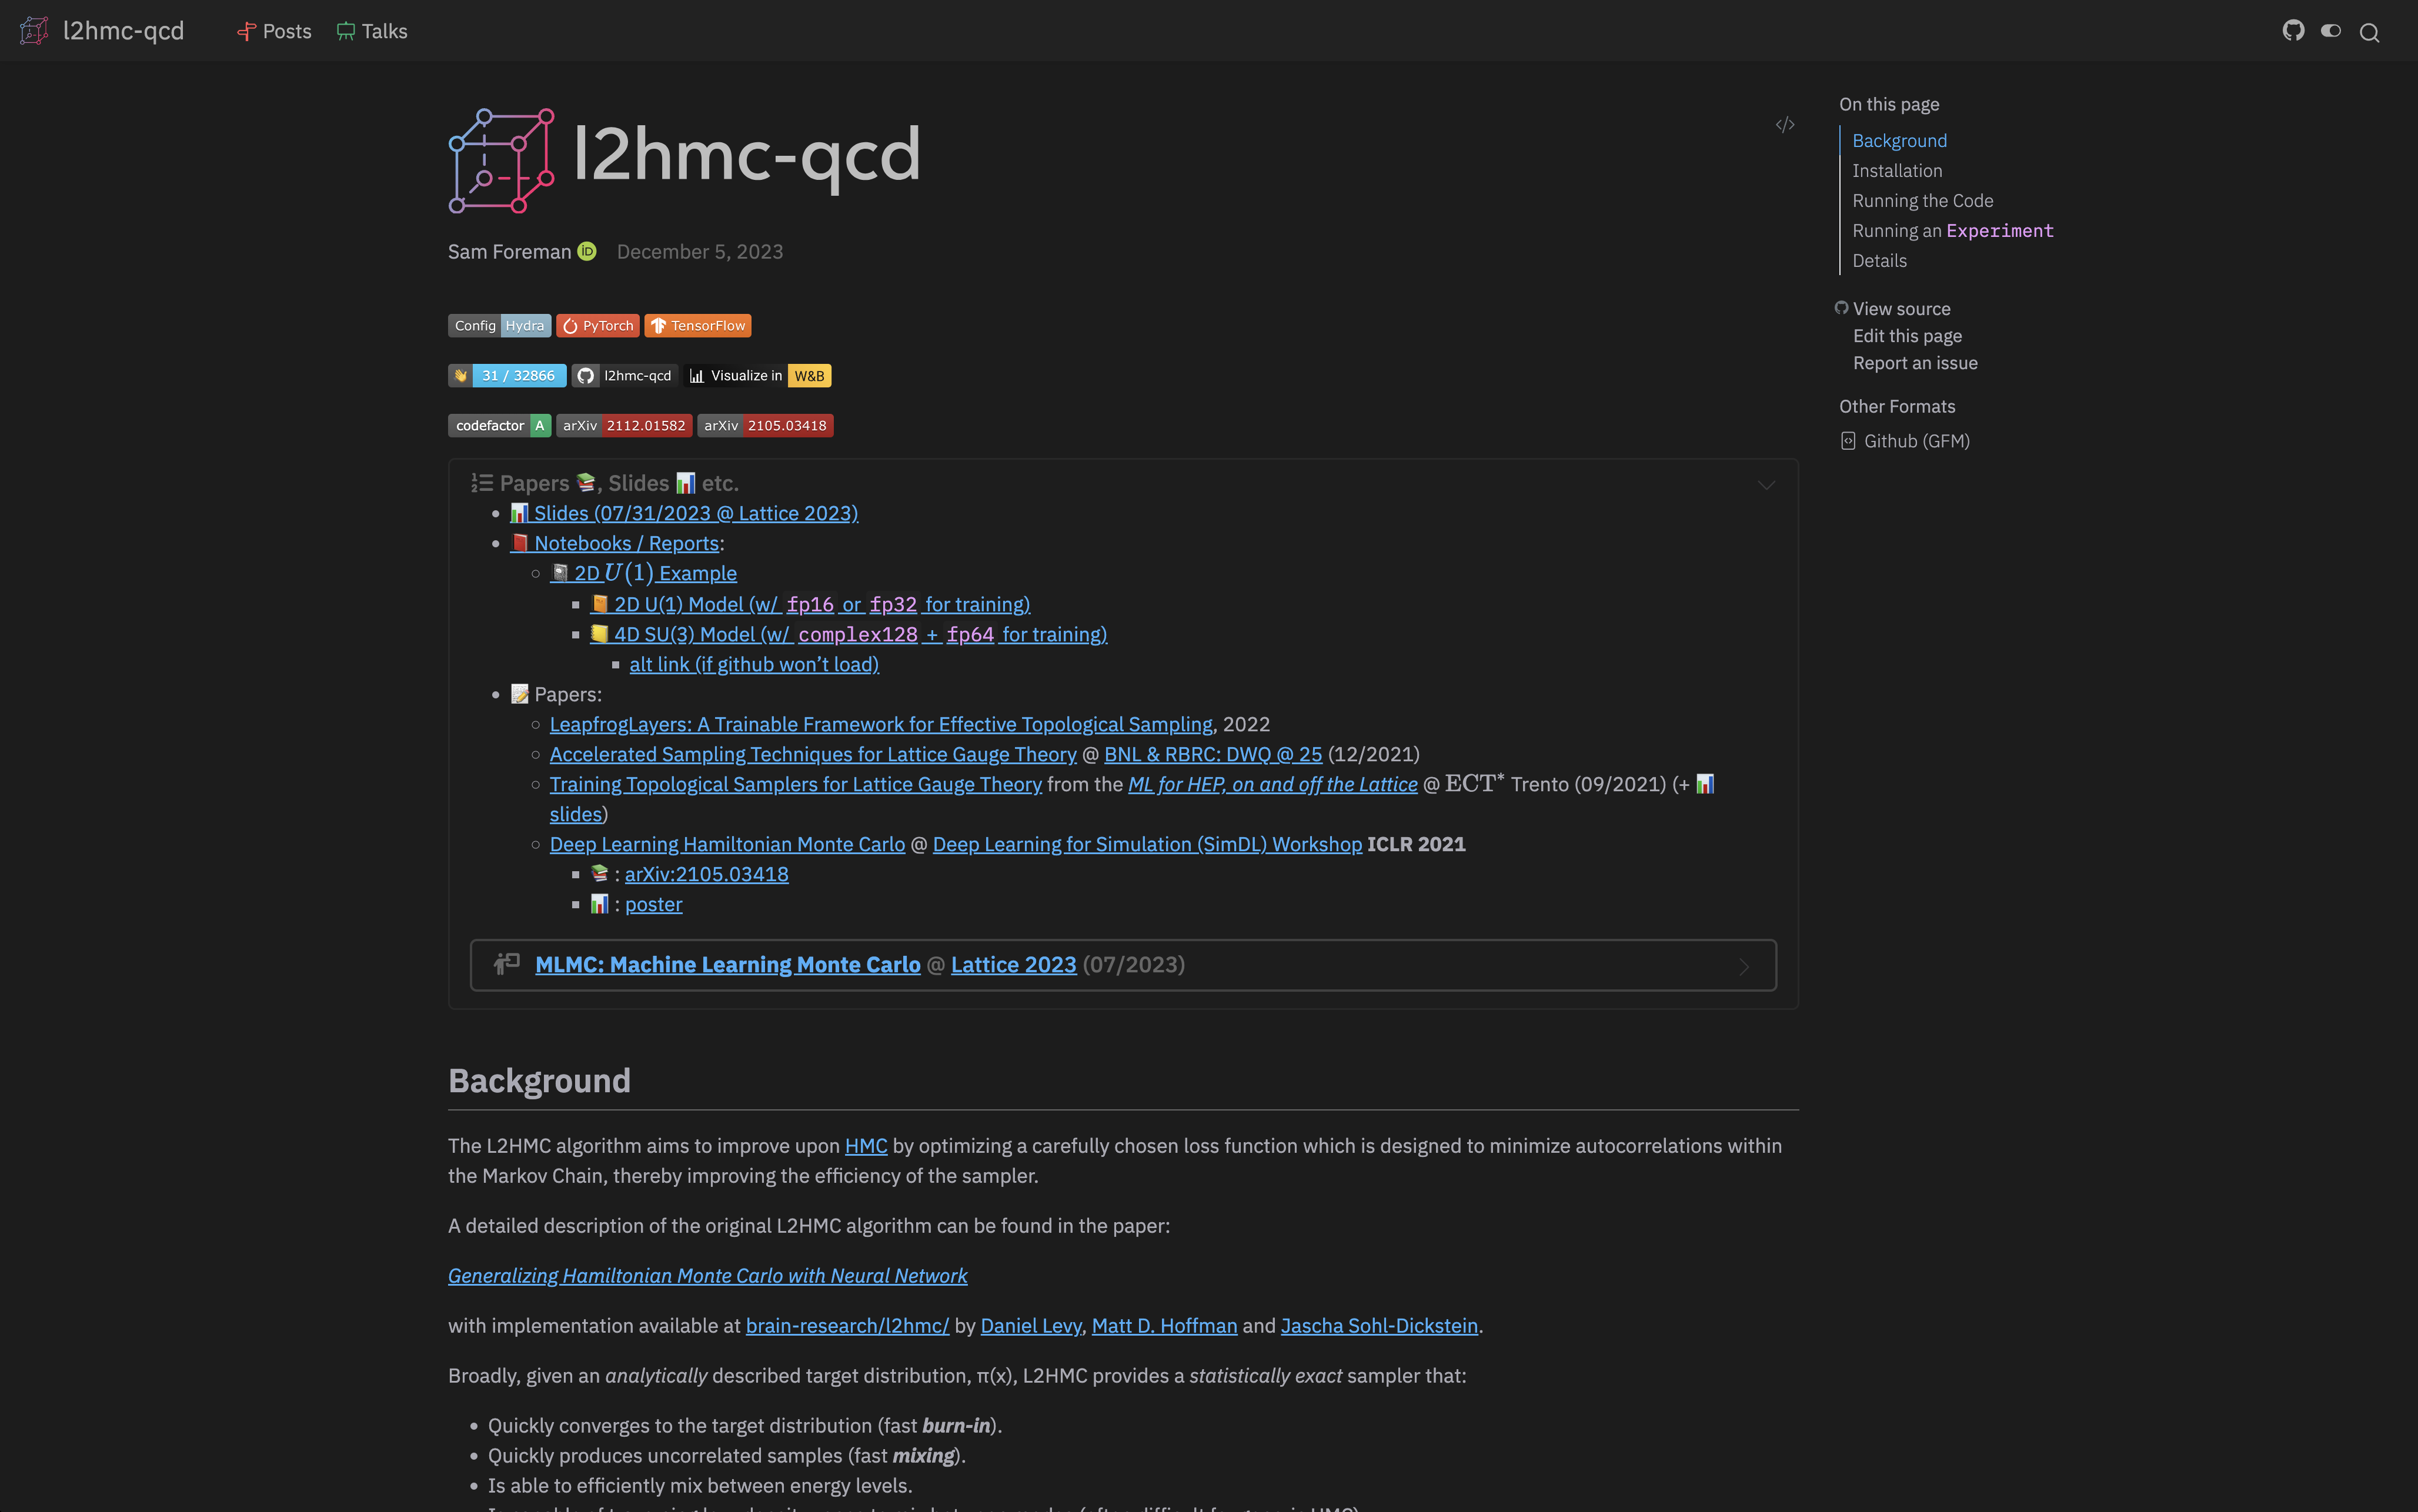 l2hmc-qcd Posts Talks
l2hmc-qcd
Sam Foreman iD December 5, 2023
Config Hydra PyTorch TensorFlow
👋 31 / 32866 l2hmc-qcd Visualize in W&B
codefactor A arXiv 2112.01582 arXiv 2105.03418
Papers 📚, Slides 📊 etc.
📊 Slides (07/31/2023 @ Lattice 2023)
📕 Notebooks / Reports:
📓 2D U(1) Example
📙 2D U(1) Model (w/ fp16 or fp32 for training)
📒 4D SU(3) Model (w/ complex128 + fp64 for training)
alt link (if github won’t load)
📝 Papers:
LeapfrogLayers: A Trainable Framework for Effective Topological Sampling, 2022
Accelerated Sampling Techniques for Lattice Gauge Theory @ BNL & RBRC: DWQ @ 25 (12/2021)
Training Topological Samplers for Lattice Gauge Theory from the ML for HEP, on and off the Lattice @ ECT* Trento (09/2021) (+ 📊
slides)
Deep Learning Hamiltonian Monte Carlo @ Deep Learning for Simulation (SimDL) Workshop ICLR 2021
📚 : arXiv:2105.03418
📊 : poster
MLMC: Machine Learning Monte Carlo @ Lattice 2023 (07/2023)
Background
The L2HMC algorithm aims to improve upon HMC by optimizing a carefully chosen loss function which is designed to minimize autocorrelations within
the Markov Chain, thereby improving the efficiency of the sampler.
A detailed description of the original L2HMC algorithm can be found in the paper:
Generalizing Hamiltonian Monte Carlo with Neural Network
with implementation available at brain-research/l2hmc/ by Daniel Levy, Matt D. Hoffman and Jascha Sohl-Dickstein.
Broadly, given an analytically described target distribution, π(x), L2HMC provides a statistically exact sampler that:
Quickly converges to the target distribution (fast burn-in).
Quickly produces uncorrelated samples (fast mixing).
Is able to efficiently mix between energy levels.
On this page
Background
Installation
Running the Code
Running an Experiment
Details
View source
Edit this page
Report an issue
Other Formats
Github (GFM)